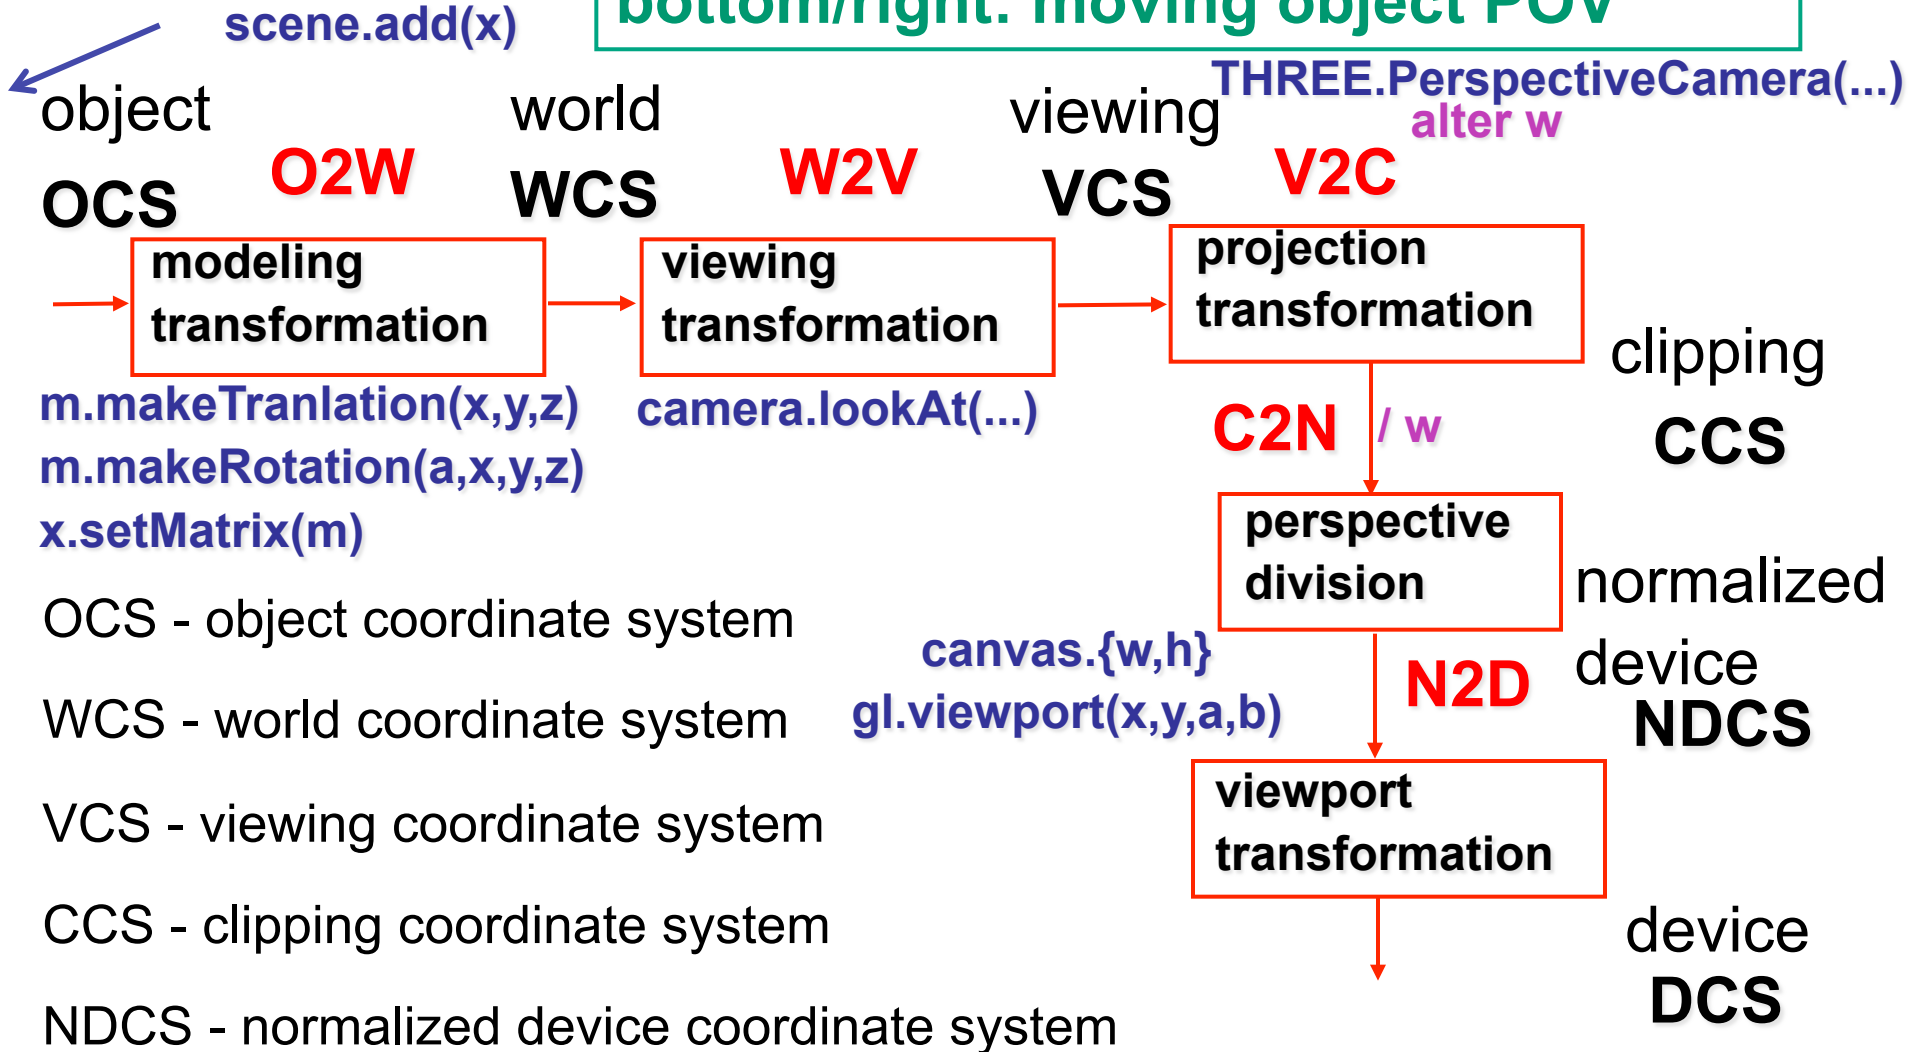 scene.add(x)
bottom/right: moving object POV
THREE.PerspectiveCamera(...)
alter w
object
world
viewing
O2W
W2V
V2C
OCS
WCS
VCS
modeling
transformation
viewing
transformation
projection
transformation
clipping
CCS
m.makeTranlation(x,y,z)
m.makeRotation(a,x,y,z)
x.setMatrix(m)
camera.lookAt(...)
C2N
/ w
perspective
division
normalized
device
NDCS
canvas.{w,h}
gl.viewport(x,y,a,b)
N2D
viewport
transformation
device
DCS
OCS - object coordinate system
WCS - world coordinate system
VCS - viewing coordinate system
CCS - clipping coordinate system
NDCS - normalized device coordinate system